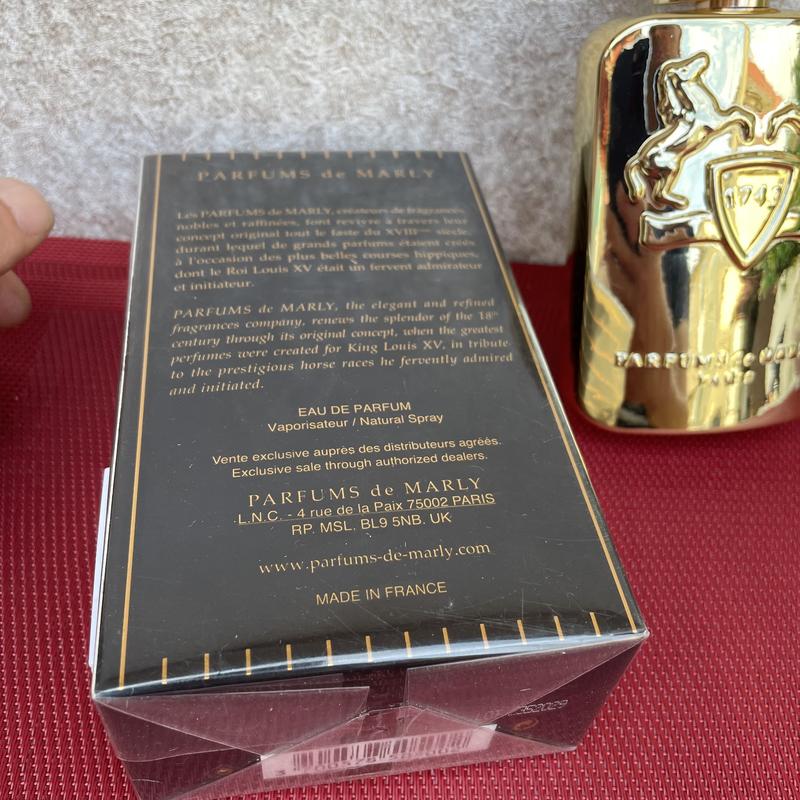 PARFUMS de MARLY
Les PARFUMS de MARLY, créateurs de fragrances
nobles et raffinées, font revivre à travers leur
concept original tout le faste du XVIIIème siècle,
durant lequel de grands parfums étaient créés
à l'occasion des plus belles courses hippiques,
dont le Roi Louis XV était un fervent admirateur
et initiateur.
PARFUMS de MARLY, the elegant and refined
fragrances company, renews the splendor of the 18th
century through its original concept, when the greatest
perfumes were created for King Louis XV, in tribute
to the prestigious horse races he fervently admired
and initiated.
EAU DE PARFUM
Vaporisateur / Natural Spray
Vente exclusive auprès des distributeurs agréés.
Exclusive sale through authorized dealers.
PARFUMS de MARLY
L.N.C. - 4 rue de la Paix 75002 PARIS
RP. MSL. BL9 5NB. UK
www.parfums-de-marly.com
MADE IN FRANCE
1743
PARFUMS
PARIS